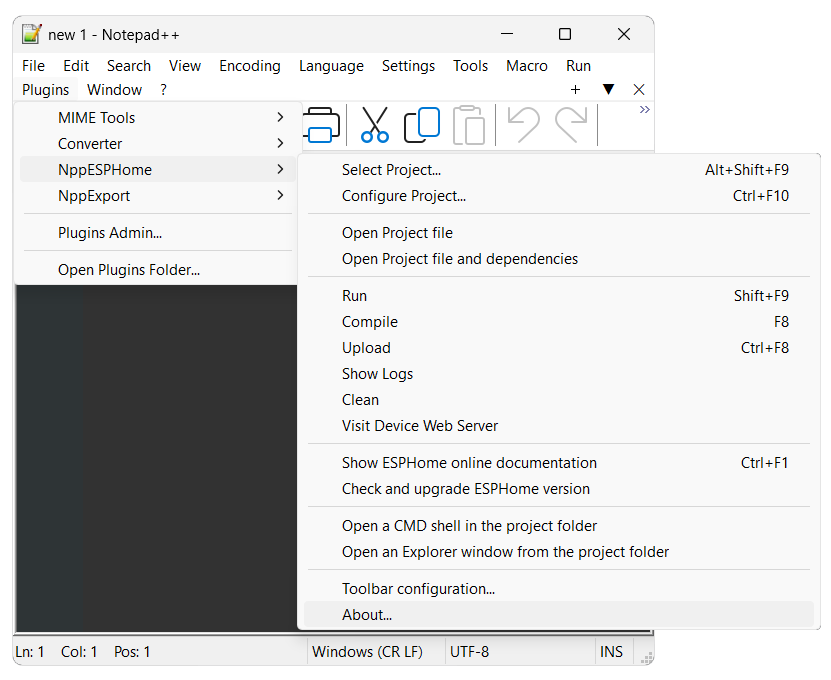 new 1 - Notepad++
File Edit Search View Encoding Language Settings Tools Macro Run
Plugins Window ? + ▼ ✕
MIME Tools >
Converter >
NppESPHome >
NppExport >
Plugins Admin...
Open Plugins Folder...
»
Select Project... Alt+Shift+F9
Configure Project... Ctrl+F10
Open Project file
Open Project file and dependencies
Run Shift+F9
Compile F8
Upload Ctrl+F8
Show Logs
Clean
Visit Device Web Server
Show ESPHome online documentation Ctrl+F1
Check and upgrade ESPHome version
Open a CMD shell in the project folder
Open an Explorer window from the project folder
Toolbar configuration...
About...
Ln: 1 Col: 1 Pos: 1 Windows (CR LF) UTF-8 INS